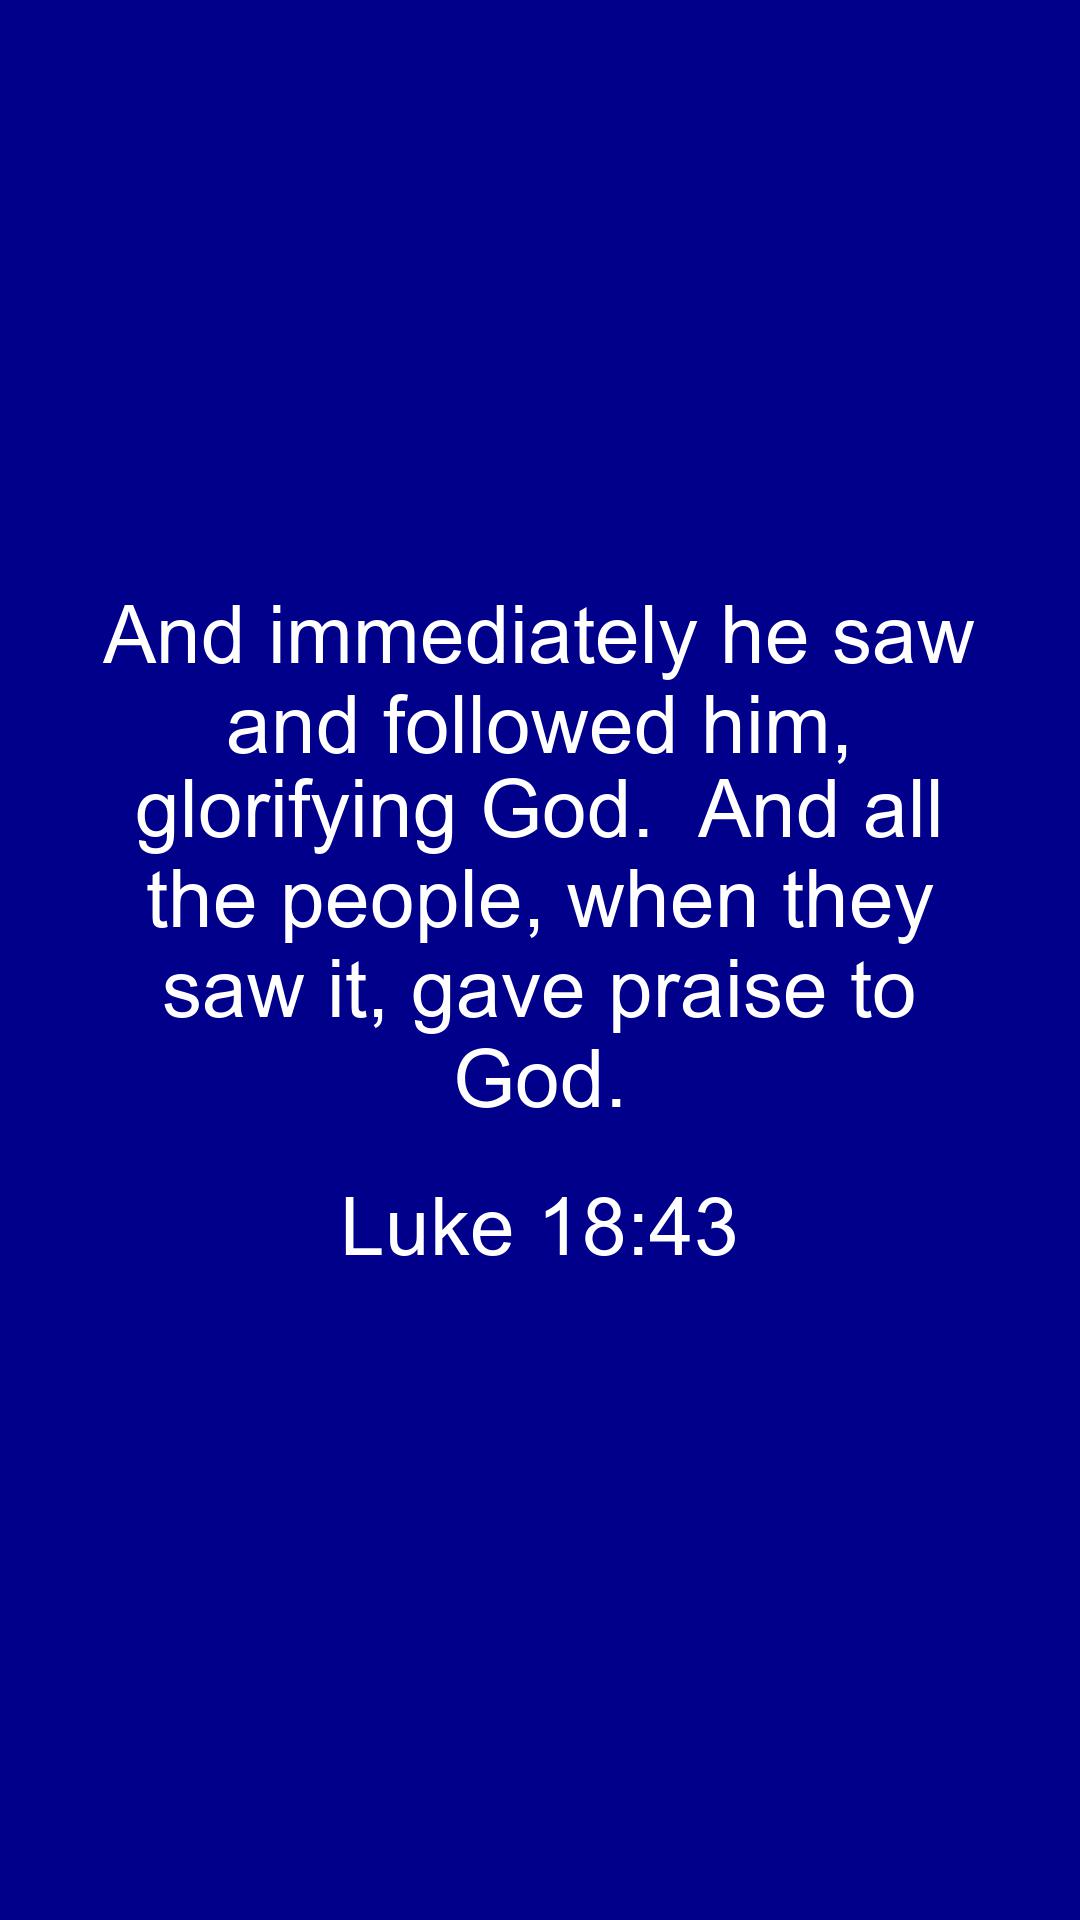 And immediately he saw
and followed him,
glorifying God.  And all
the people, when they
saw it, gave praise to
God.
Luke 18:43